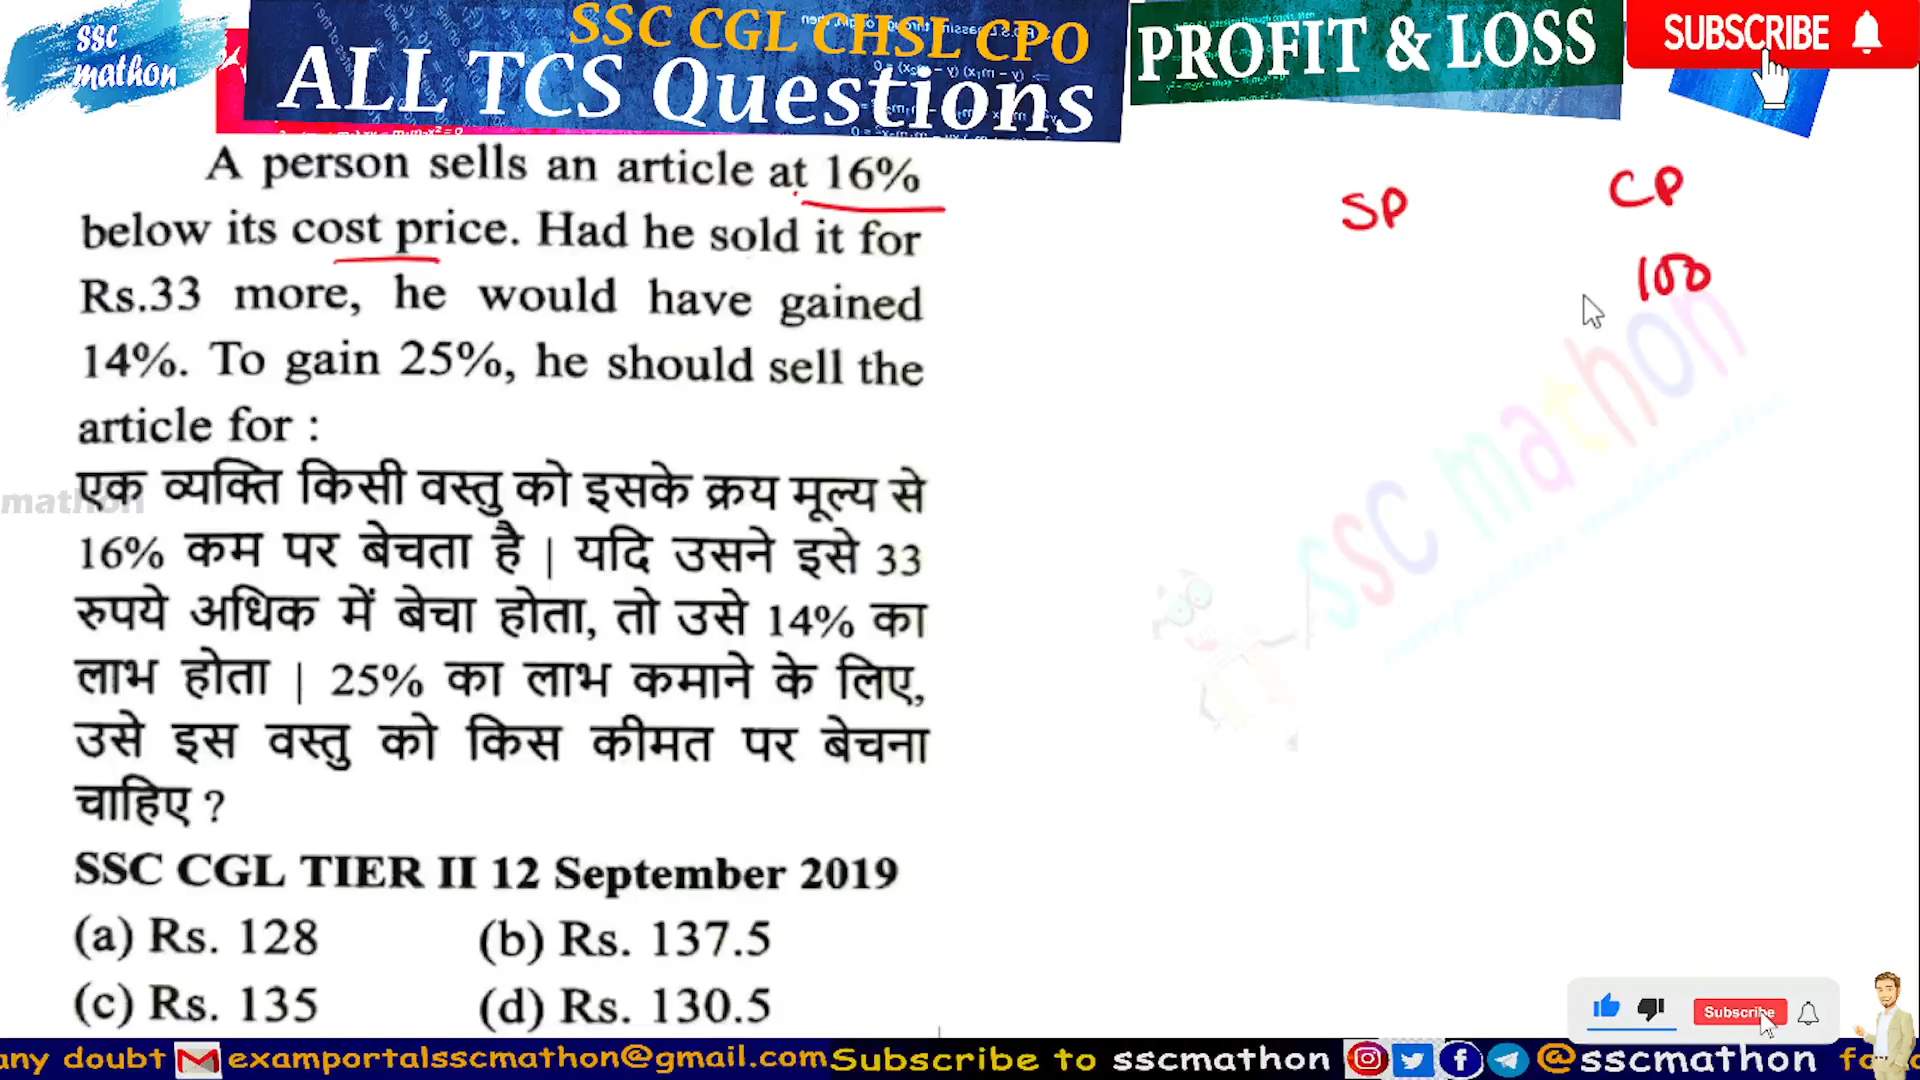 SSC mathon
SSC CGL CHSL CPO
ALL TCS Questions
PROFIT & LOSS
SUBSCRIBE
A person sells an article at 16%
below its cost price. Had he sold it for
Rs.33 more, he would have gained
14%. To gain 25%, he should sell the
article for :
एक व्यक्ति किसी वस्तु को इसके क्रय मूल्य से
16% कम पर बेचता है | यदि उसने इसे 33
रुपये अधिक में बेचा होता, तो उसे 14% का
लाभ होता | 25% का लाभ कमाने के लिए,
उसे इस वस्तु को किस कीमत पर बेचना
चाहिए ?
SSC CGL TIER II 12 September 2019
(a) Rs. 128 (b) Rs. 137.5
(c) Rs. 135 (d) Rs. 130.5
SP CP
100
mathon
ssc mathon
Subscribe
any doubt examportalsscmathon@gmail.com Subscribe to sscmathon @sscmathon